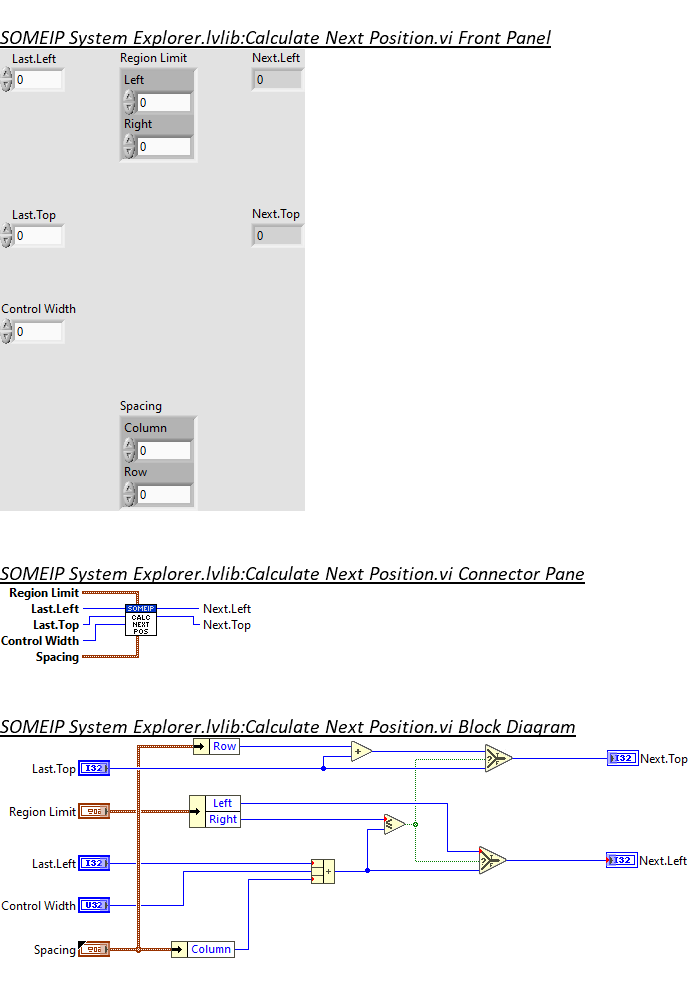 SOMEIP System Explorer.lvlib:Calculate Next Position.vi Front Panel
Last.Left
Region Limit
Next.Left
0
Left
0
0
Right
0
Last.Top
Next.Top
0
0
Control Width
0
Spacing
Column
0
Row
0
SOMEIP System Explorer.lvlib:Calculate Next Position.vi Connector Pane
Region Limit
Last.Left
SOMEIP
Next.Left
Last.Top
CALC
NEXT
POS
Next.Top
Control Width
Spacing
SOMEIP System Explorer.lvlib:Calculate Next Position.vi Block Diagram
Row
+
T
?
F
I32
Next.Top
Last.Top
I32
Region Limit
Left
Right
≤
Last.Left
I32
+
T
?
F
I32
Next.Left
Control Width
U32
Spacing
Column